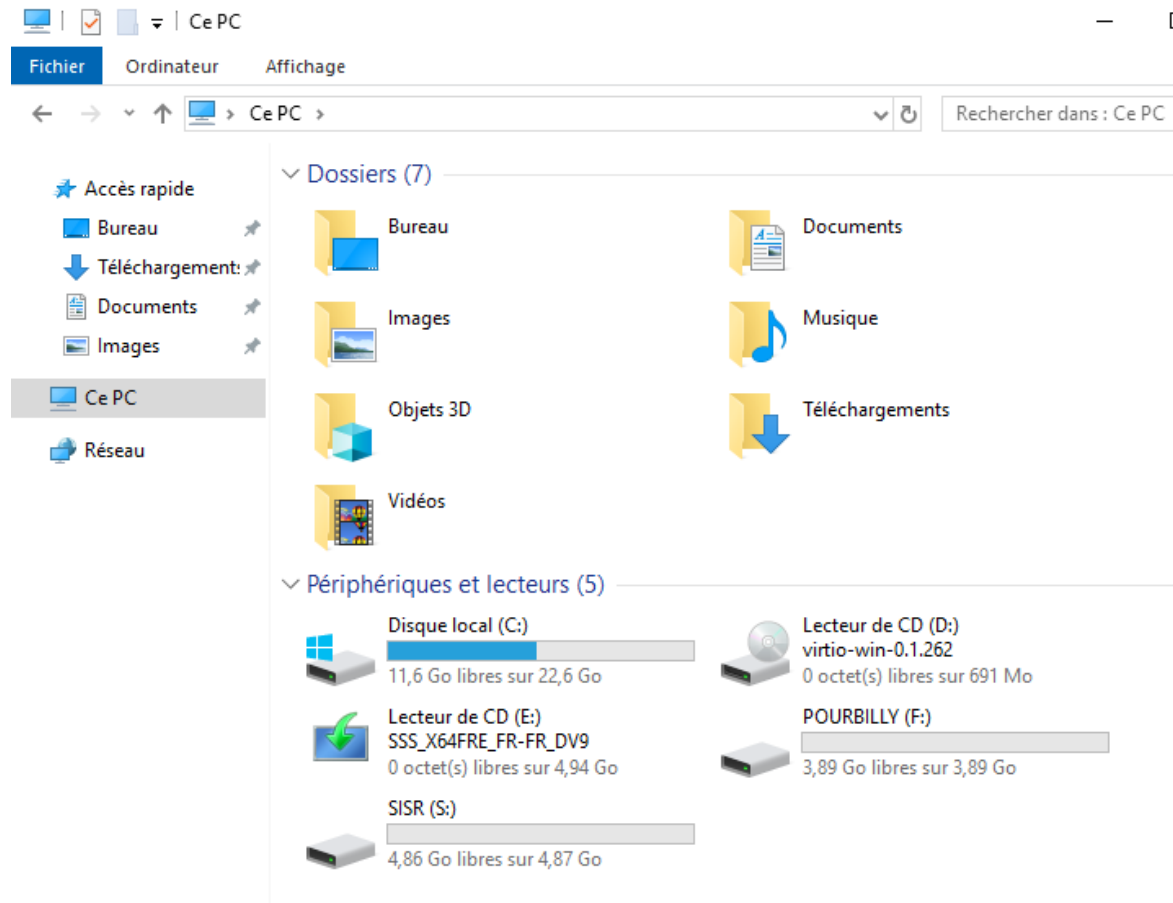 Ce PC
Fichier Ordinateur Affichage
Ce PC
Rechercher dans : Ce PC
Accès rapide
Bureau
Téléchargements
Documents
Images
Ce PC
Réseau
Dossiers (7)
Bureau
Documents
Images
Musique
Objets 3D
Téléchargements
Vidéos
Périphériques et lecteurs (5)
Disque local (C:)
11,6 Go libres sur 22,6 Go
Lecteur de CD (D:)
virtio-win-0.1.262
0 octet(s) libres sur 691 Mo
Lecteur de CD (E:)
SSS_X64FRE_FR-FR_DV9
0 octet(s) libres sur 4,94 Go
POURBILLY (F:)
3,89 Go libres sur 3,89 Go
SISR (S:)
4,86 Go libres sur 4,87 Go